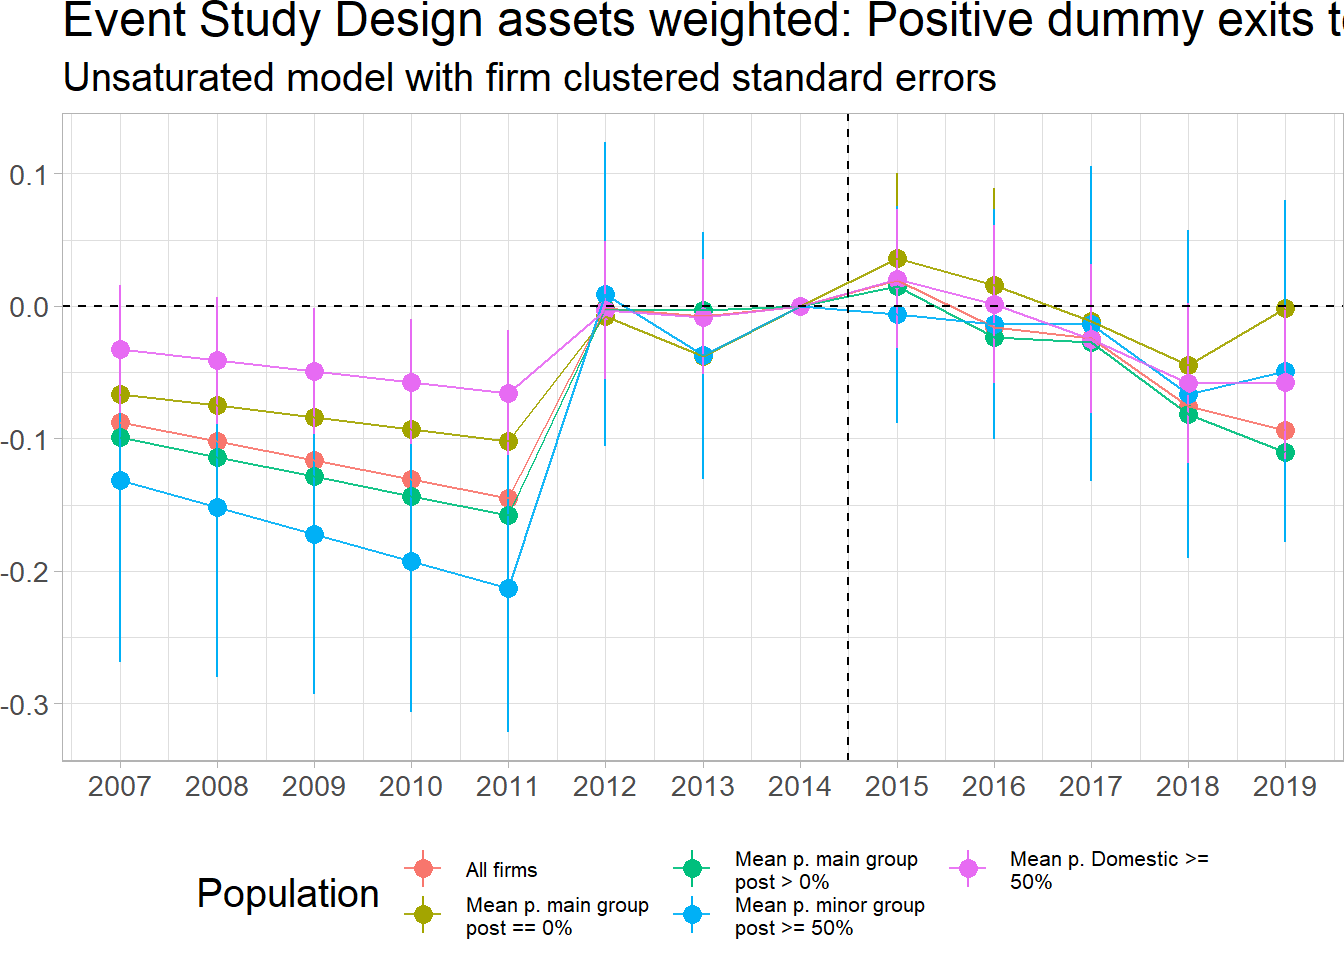 Event Study Design assets weighted: Positive dummy exits
Unsaturated model with firm clustered standard errors
0.1
0.0
-0.1
-0.2
-0.3
2007 2008 2009 2010 2011 2012 2013 2014 2015 2016 2017 2018 2019
Population
All firms
Mean p. main group
post == 0%
Mean p. main group
post > 0%
Mean p. minor group
post >= 50%
Mean p. Domestic >=
50%